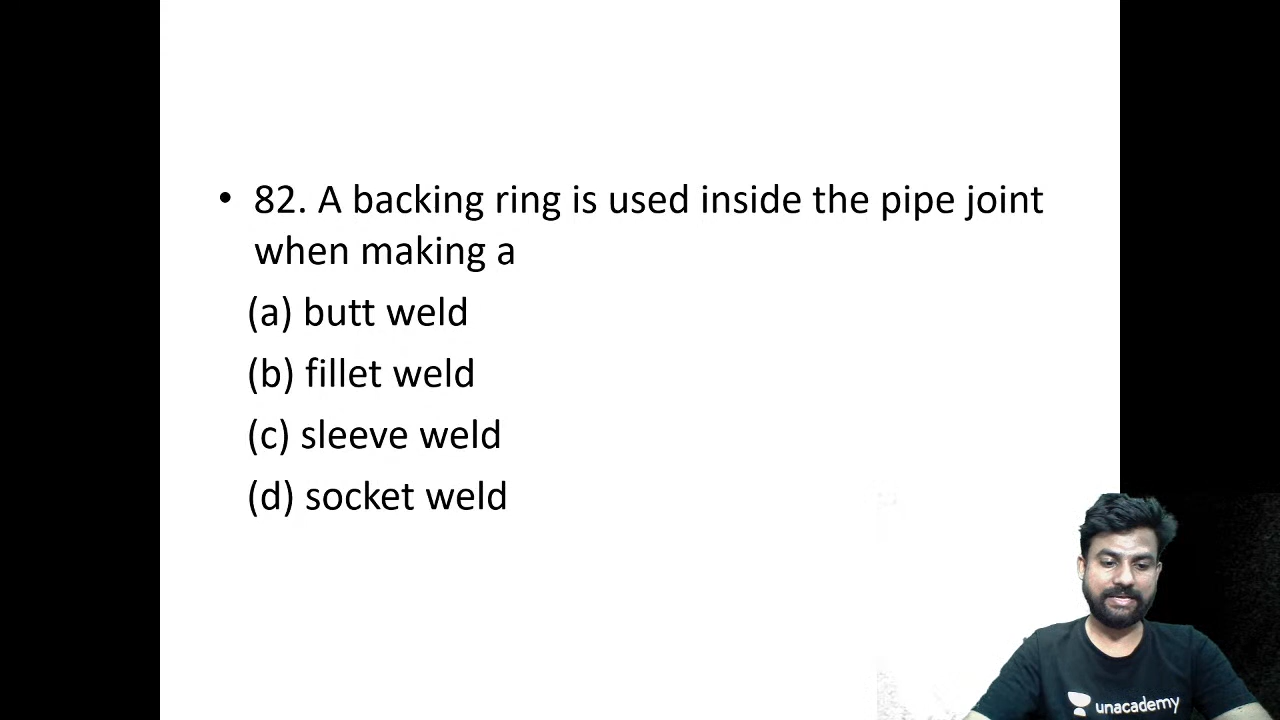 • 82. A backing ring is used inside the pipe joint
when making a
(a) butt weld
(b) fillet weld
(c) sleeve weld
(d) socket weld
unacademy